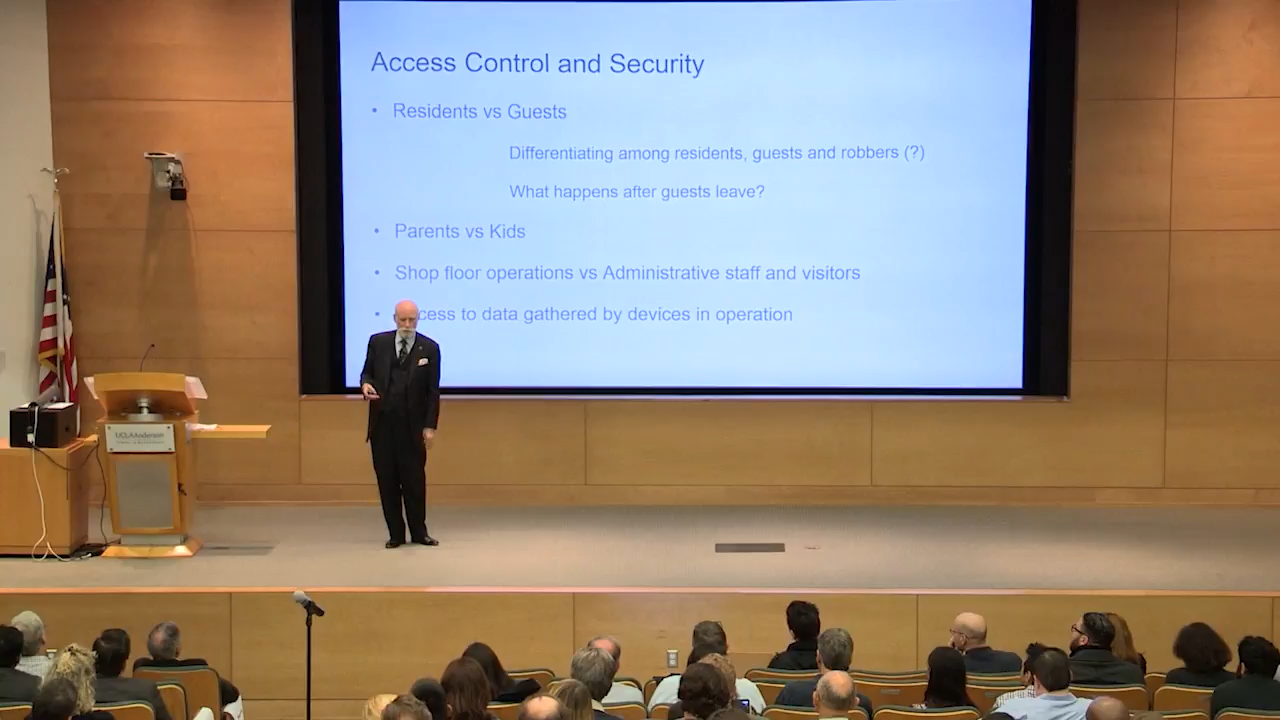 Access Control and Security
• Residents vs Guests
Differentiating among residents, guests and robbers (?)
What happens after guests leave?
• Parents vs Kids
• Shop floor operations vs Administrative staff and visitors
cess to data gathered by devices in operation
UCLAAnderson